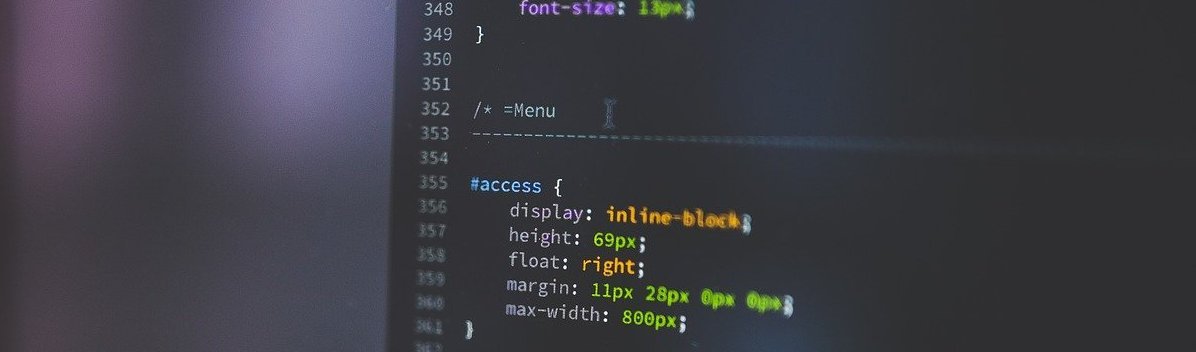 348 font-size: 13px;
349 }
350
351
352 /* =Menu
353 --------------------------------
354
355 #access {
356 display: inline-block;
357 height: 69px;
358 float: right;
359 margin: 11px 28px 0px 0px;
360 max-width: 800px;
361 }
362